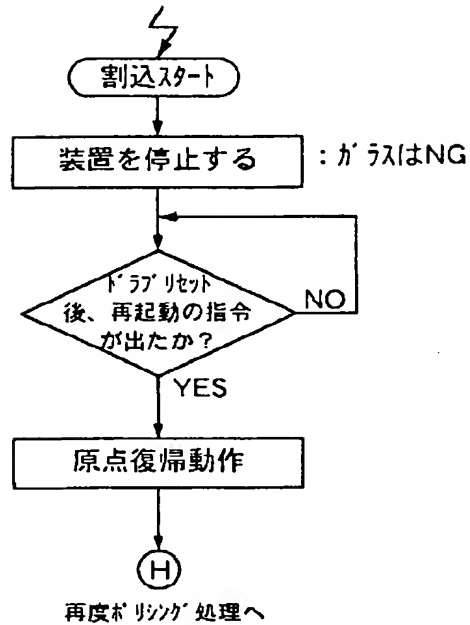 割込スタート
装置を停止する
:ガラスはNG
ドラブリセット
後、再起動の指令
が出たか?
NO
YES
原点復帰動作
H
再度ポリシング処理へ